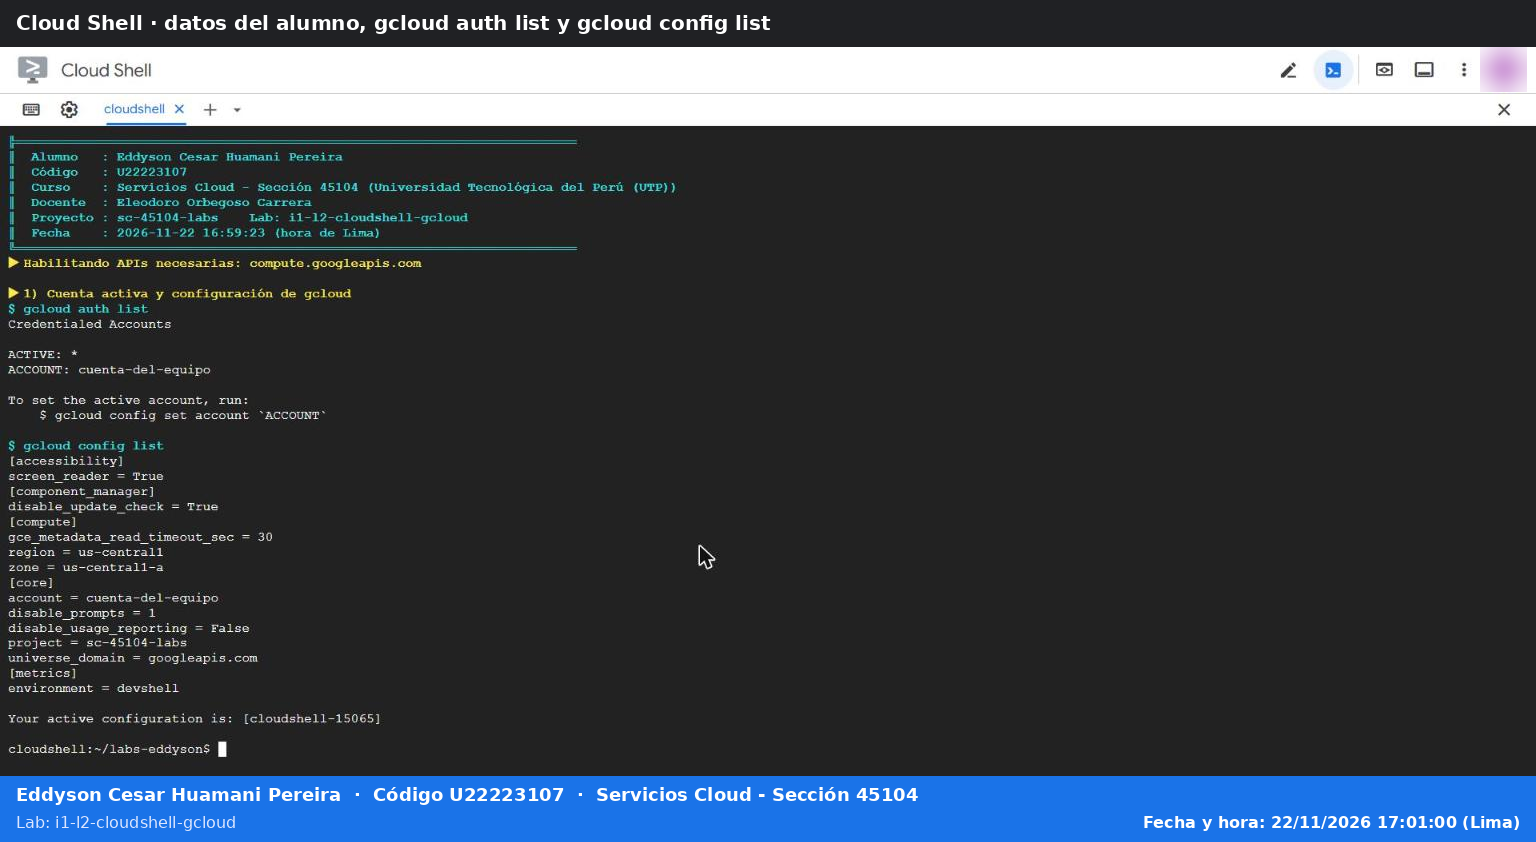 Cloud Shell · datos del alumno, gcloud auth list y gcloud config list
Cloud Shell
cloudshell
Alumno : Eddyson Cesar Huamani Pereira
Código : U22223107
Curso : Servicios Cloud - Sección 45104 (Universidad Tecnológica del Perú (UTP))
Docente : Eleodoro Orbegoso Carrera
Proyecto : sc-45104-labs Lab: i1-l2-cloudshell-gcloud
Fecha : 2026-11-22 16:59:23 (hora de Lima)
▶ Habilitando APIs necesarias: compute.googleapis.com
▶ 1) Cuenta activa y configuración de gcloud
$ gcloud auth list
Credentialed Accounts
ACTIVE: *
ACCOUNT: cuenta-del-equipo
To set the active account, run:
$ gcloud config set account `ACCOUNT`
$ gcloud config list
[accessibility]
screen_reader = True
[component_manager]
disable_update_check = True
[compute]
gce_metadata_read_timeout_sec = 30
region = us-central1
zone = us-central1-a
[core]
account = cuenta-del-equipo
disable_prompts = 1
disable_usage_reporting = False
project = sc-45104-labs
universe_domain = googleapis.com
[metrics]
environment = devshell
Your active configuration is: [cloudshell-15065]
cloudshell:~/labs-eddyson$
Eddyson Cesar Huamani Pereira · Código U22223107 · Servicios Cloud - Sección 45104
Lab: i1-l2-cloudshell-gcloud
Fecha y hora: 22/11/2026 17:01:00 (Lima)